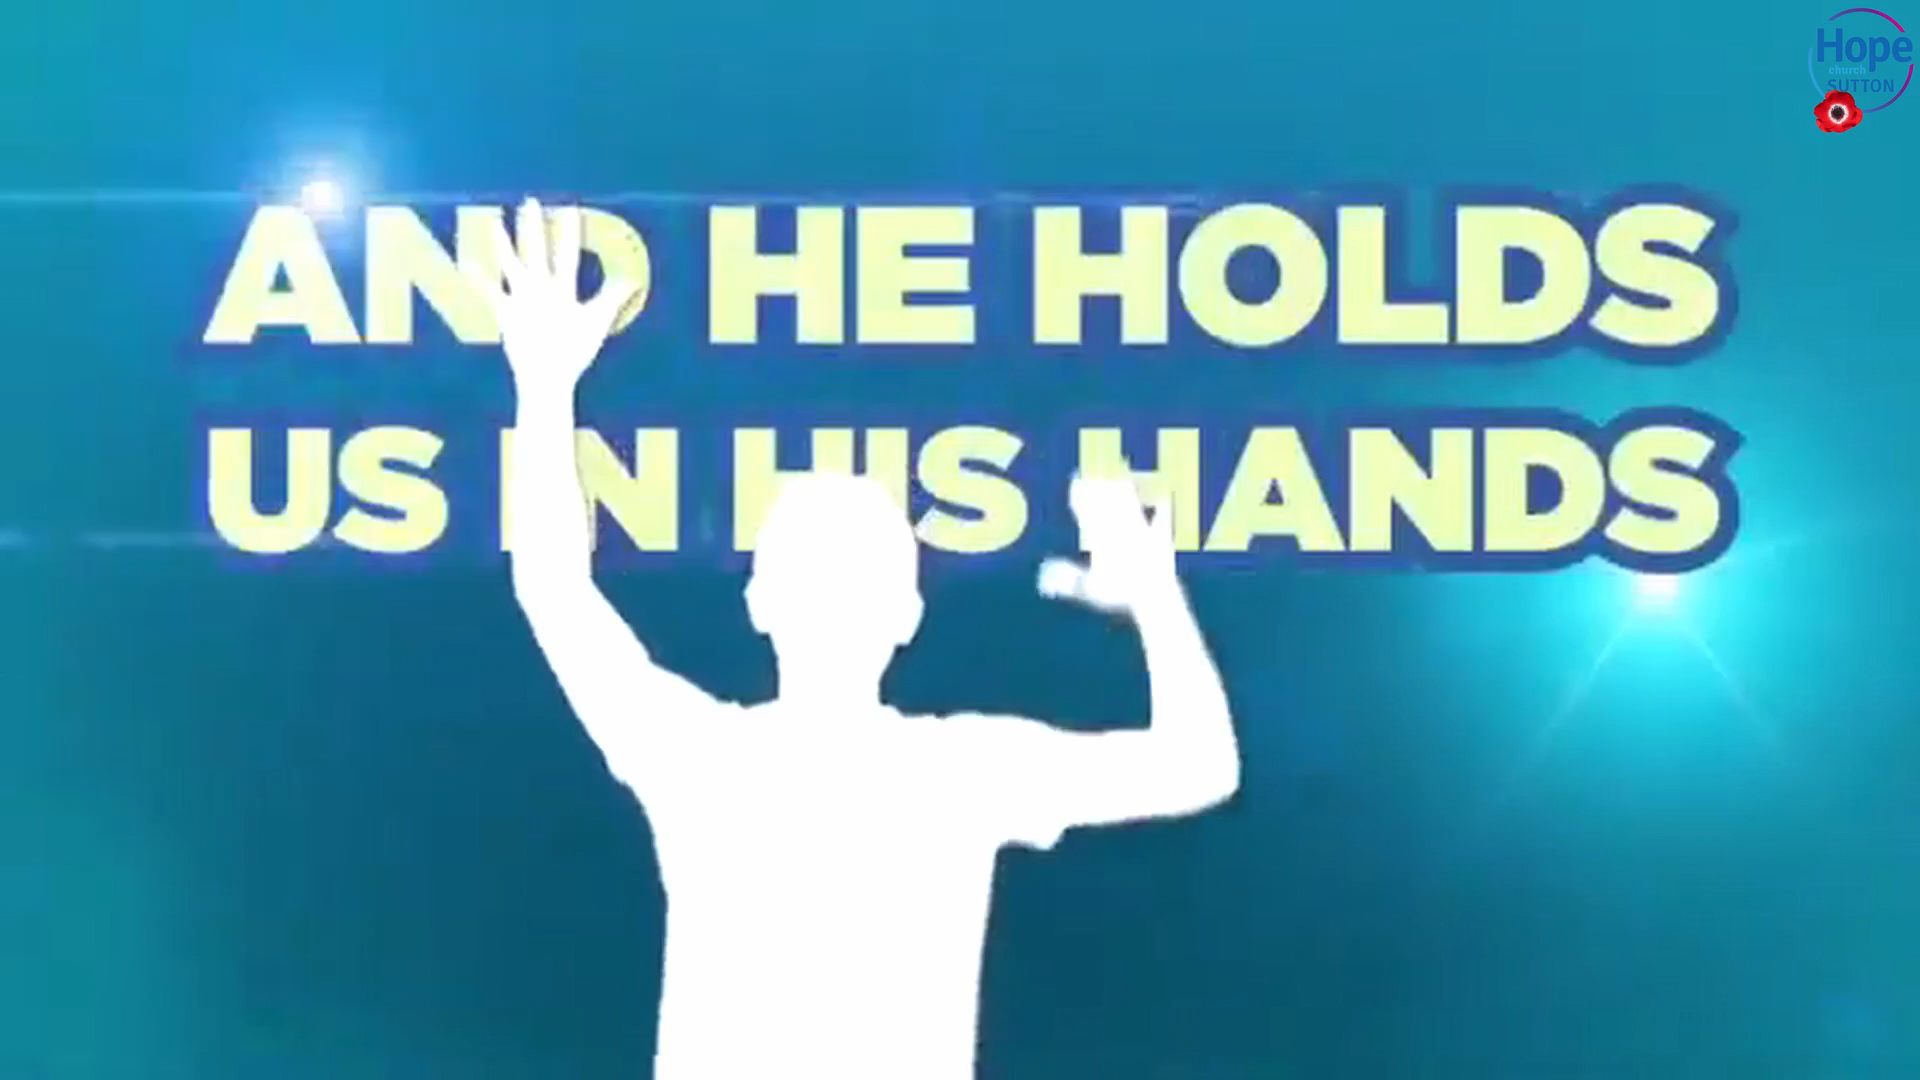 Hope
church
SUTTON
AND HE HOLDS
US IN HIS HANDS